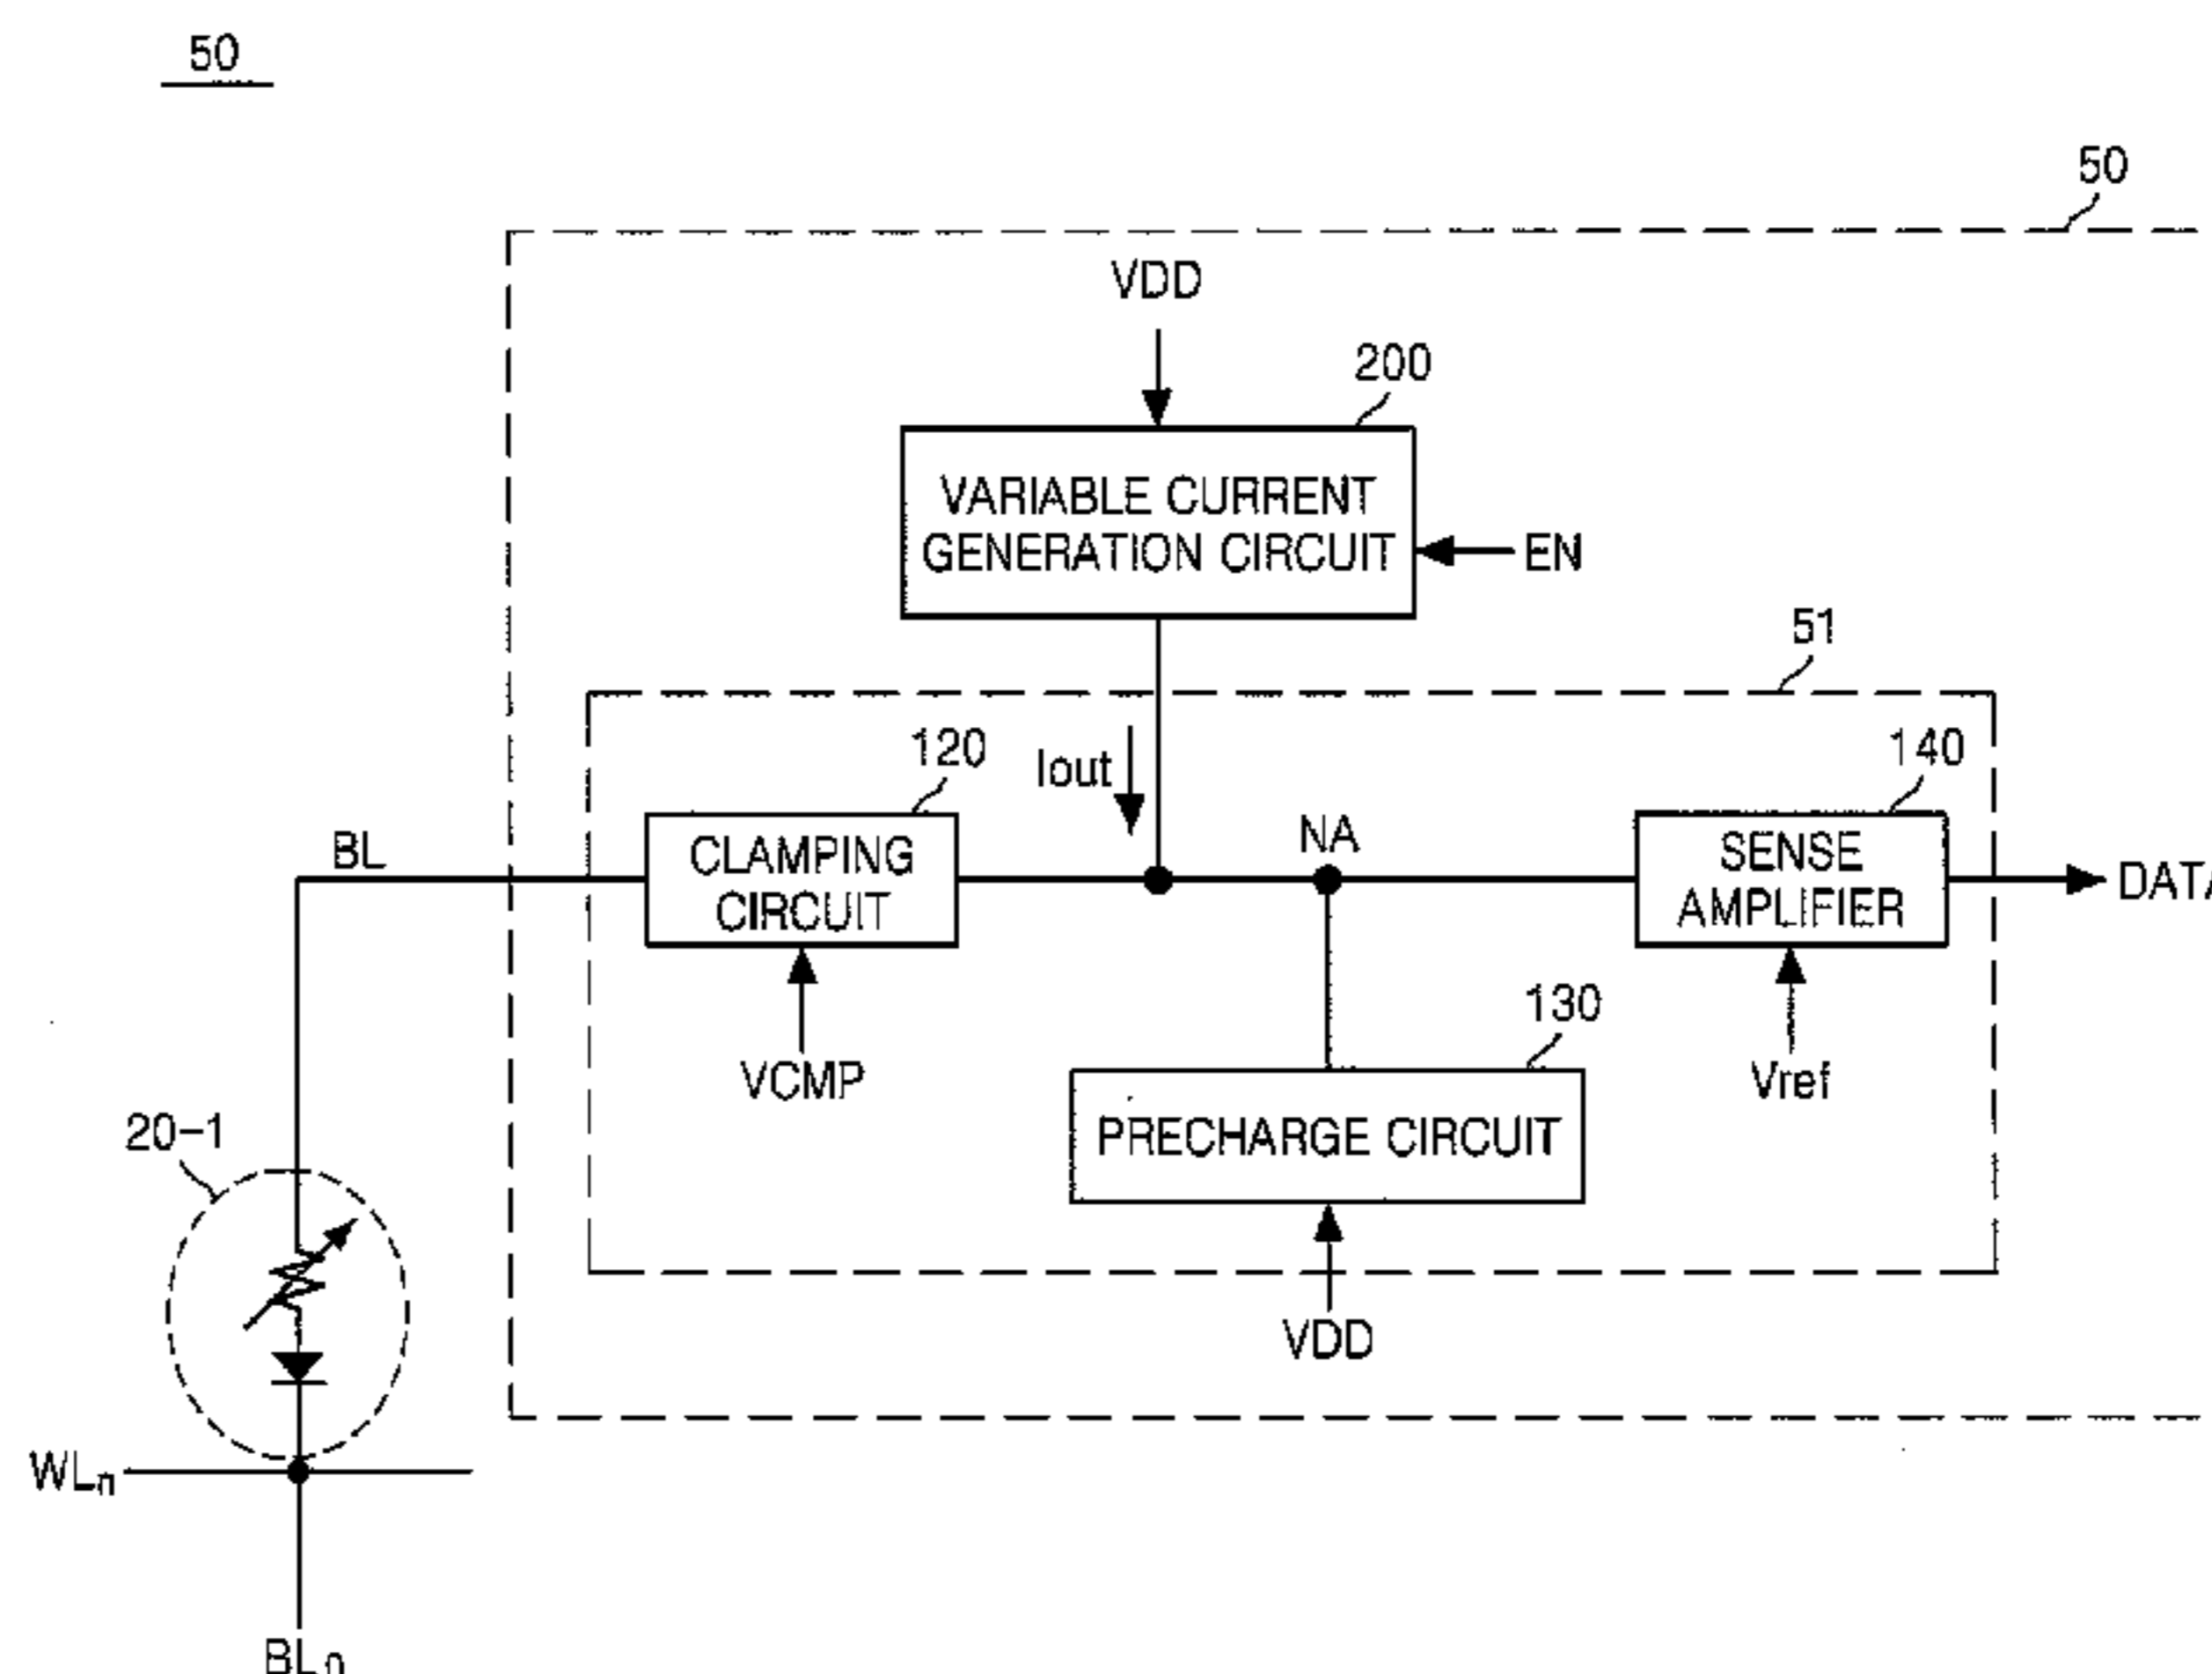 50
50
VDD
200
VARIABLE CURRENT
GENERATION CIRCUIT
EN
51
120
Iout
140
BL
CLAMPING
CIRCUIT
NA
SENSE
AMPLIFIER
DATA
VCMP
130
Vref
20-1
PRECHARGE CIRCUIT
VDD
WLn
BLn